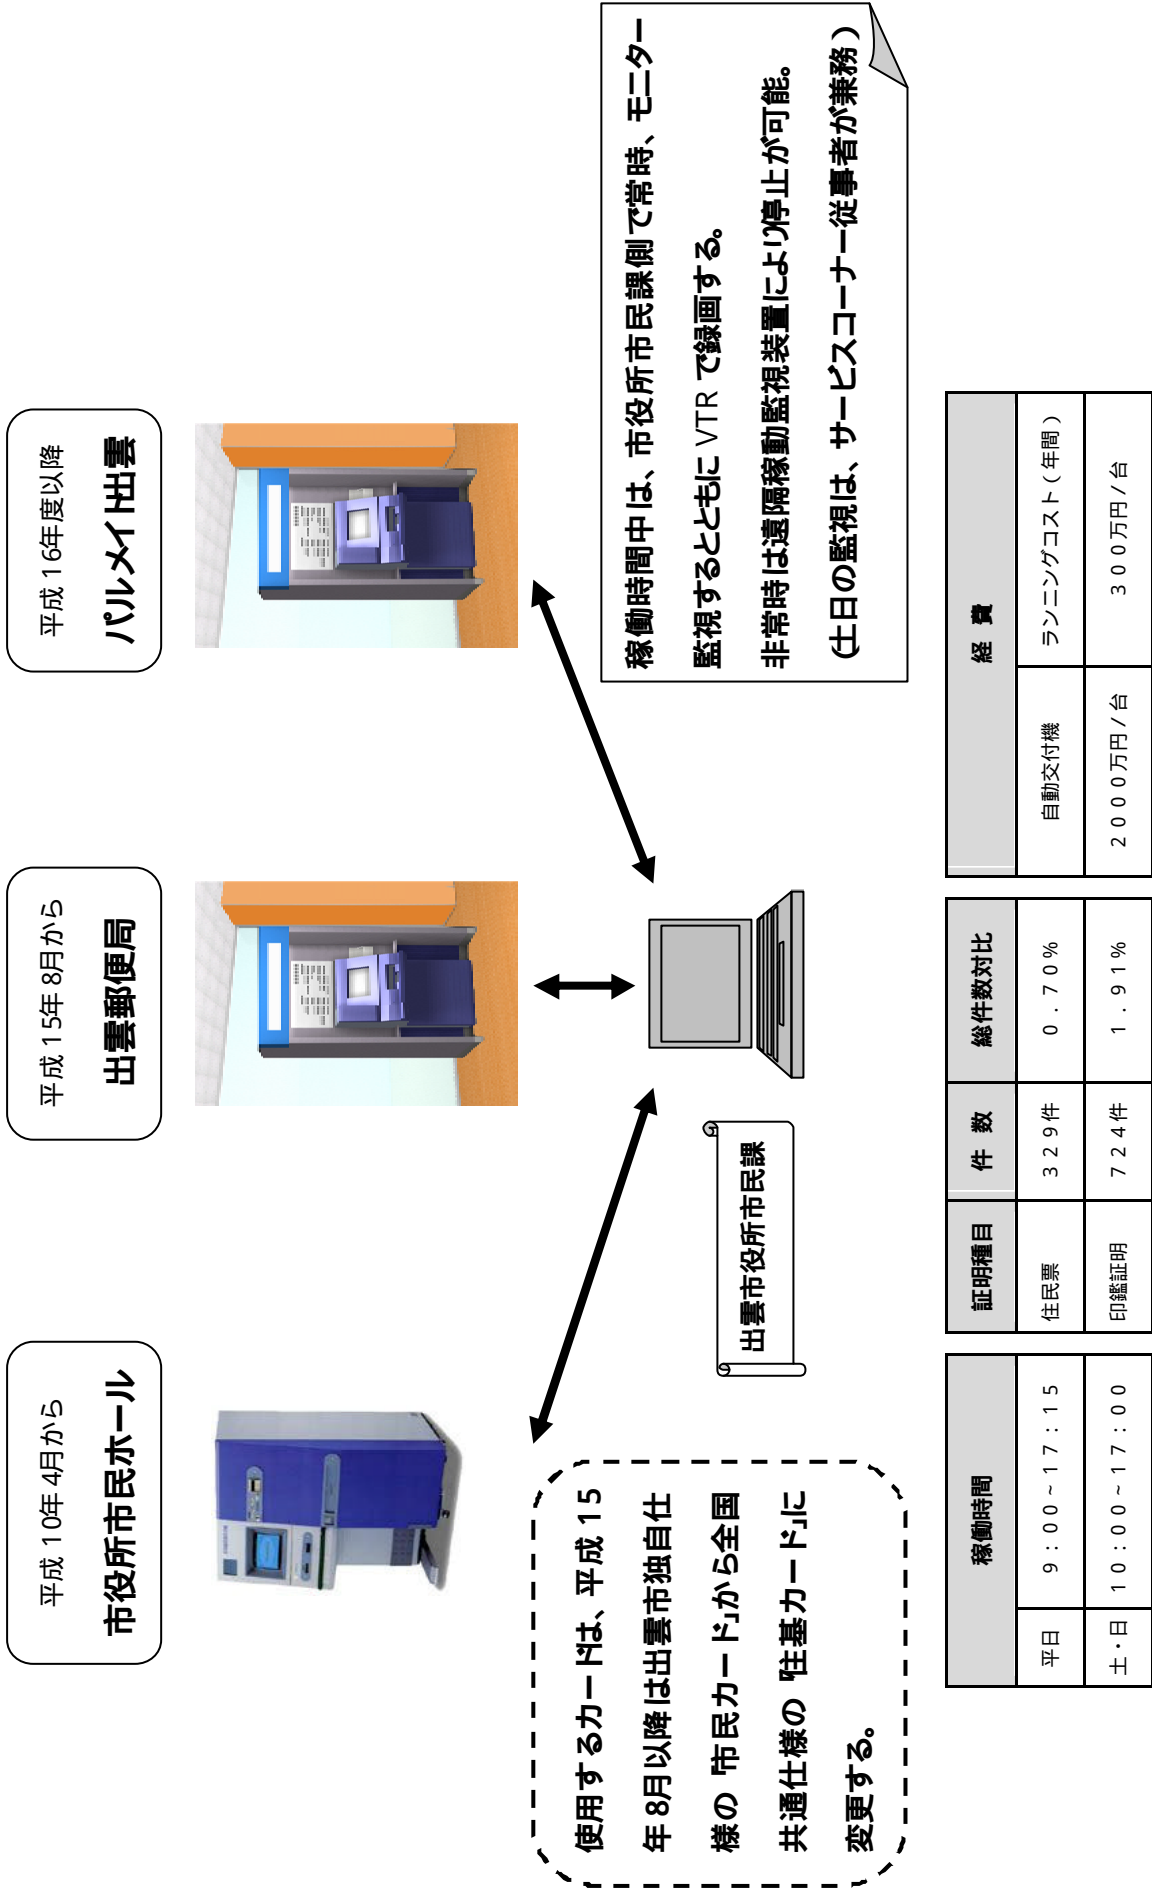 平成10年4月から
市役所市民ホール
平成15年8月から
出雲郵便局
平成16年度以降
パルメイト出雲
使用するカードは、平成15
年8月以降は出雲市独自仕
様の「市民カード」から全国
共通仕様の「住基カード」に
変更する。
出雲市役所市民課
稼働時間中は、市役所市民課側で常時、モニター
監視するとともにVTRで録画する。
非常時は遠隔稼動監視装置により停止が可能。
(土日の監視は、サービスコーナー従事者が兼務)
稼働時間
平日 9:00~17:15
土・日 10:00~17:00
証明種目 件数 総件数対比
住民票 329件 0.70%
印鑑証明 724件 1.91%
経費
自動交付機 ランニングコスト(年間)
2000万円/台 300万円/台